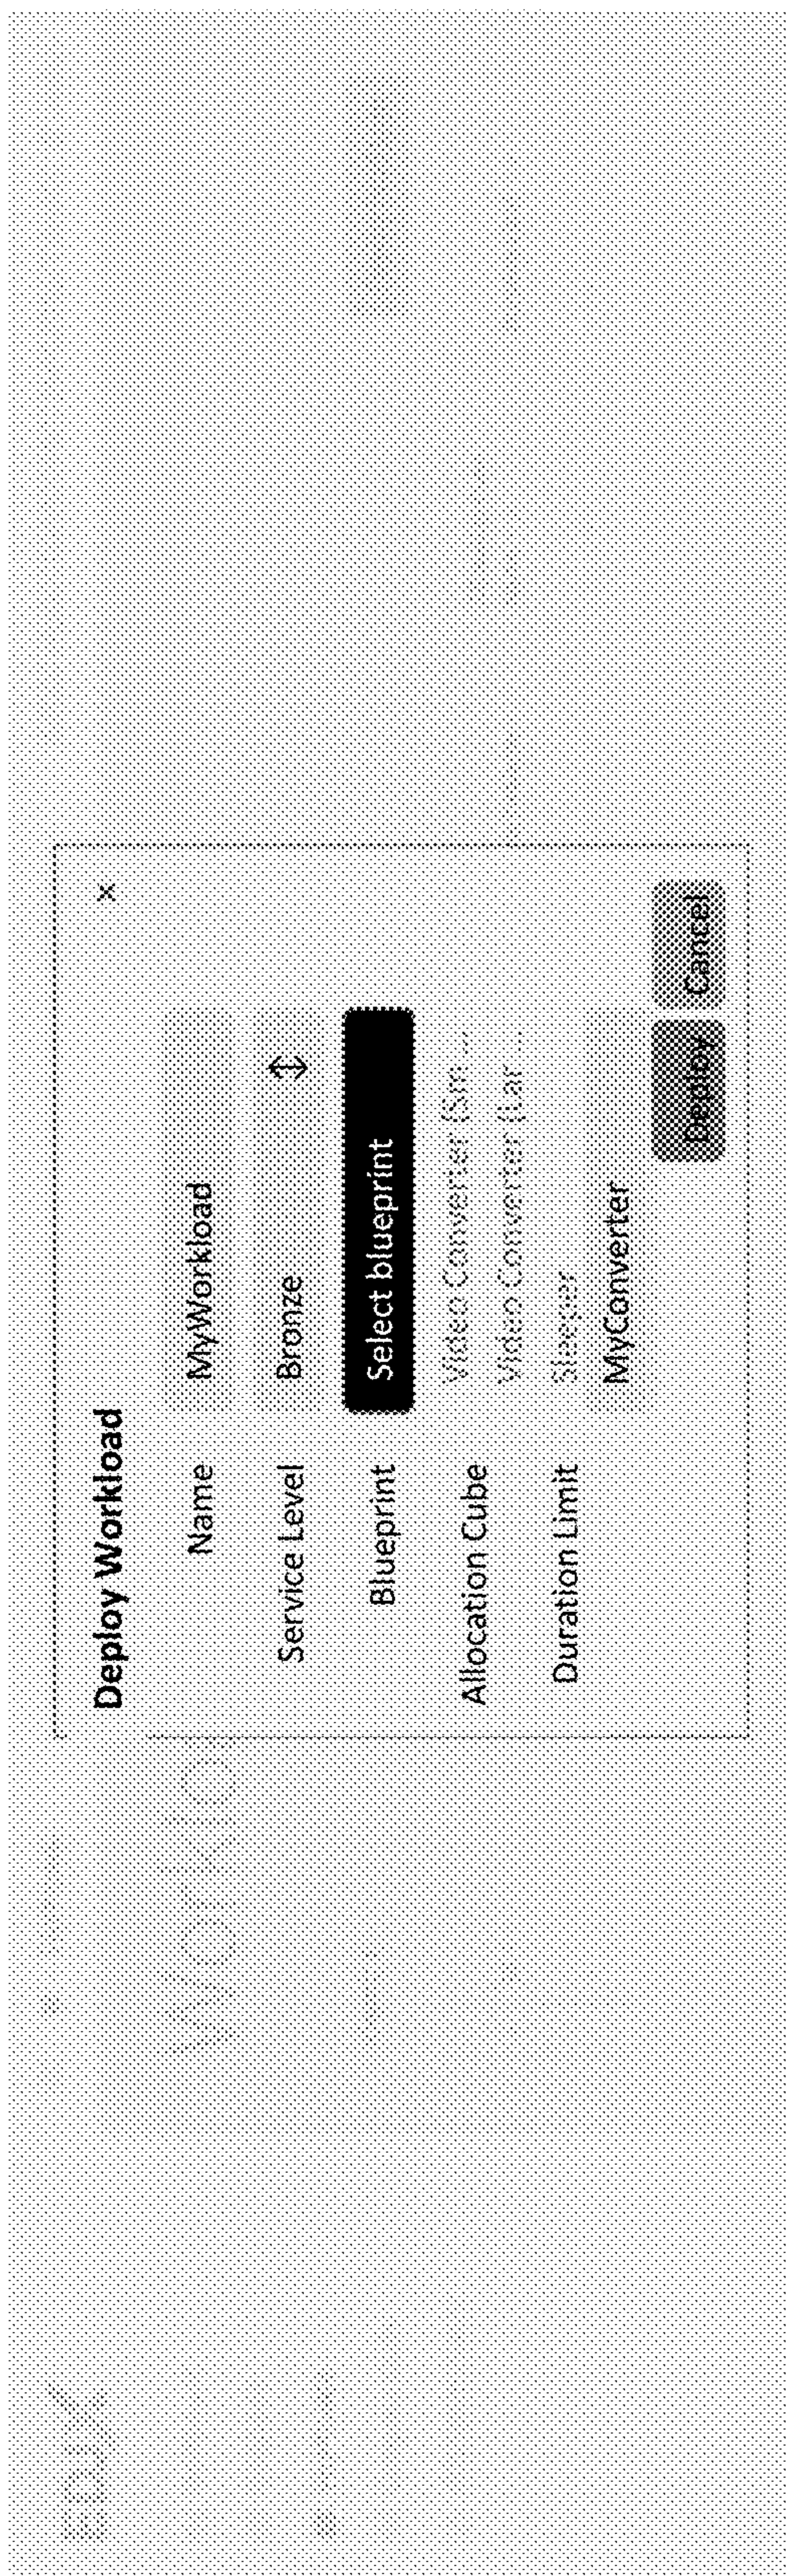 Deploy Workload ×
Name MyWorkload
Service Level Bronze
Blueprint Select blueprint
Video Converter (Sm ...
Allocation Cube
Video Converter (Lar ...
Duration Limit Sleeper
MyConverter
Deploy Cancel